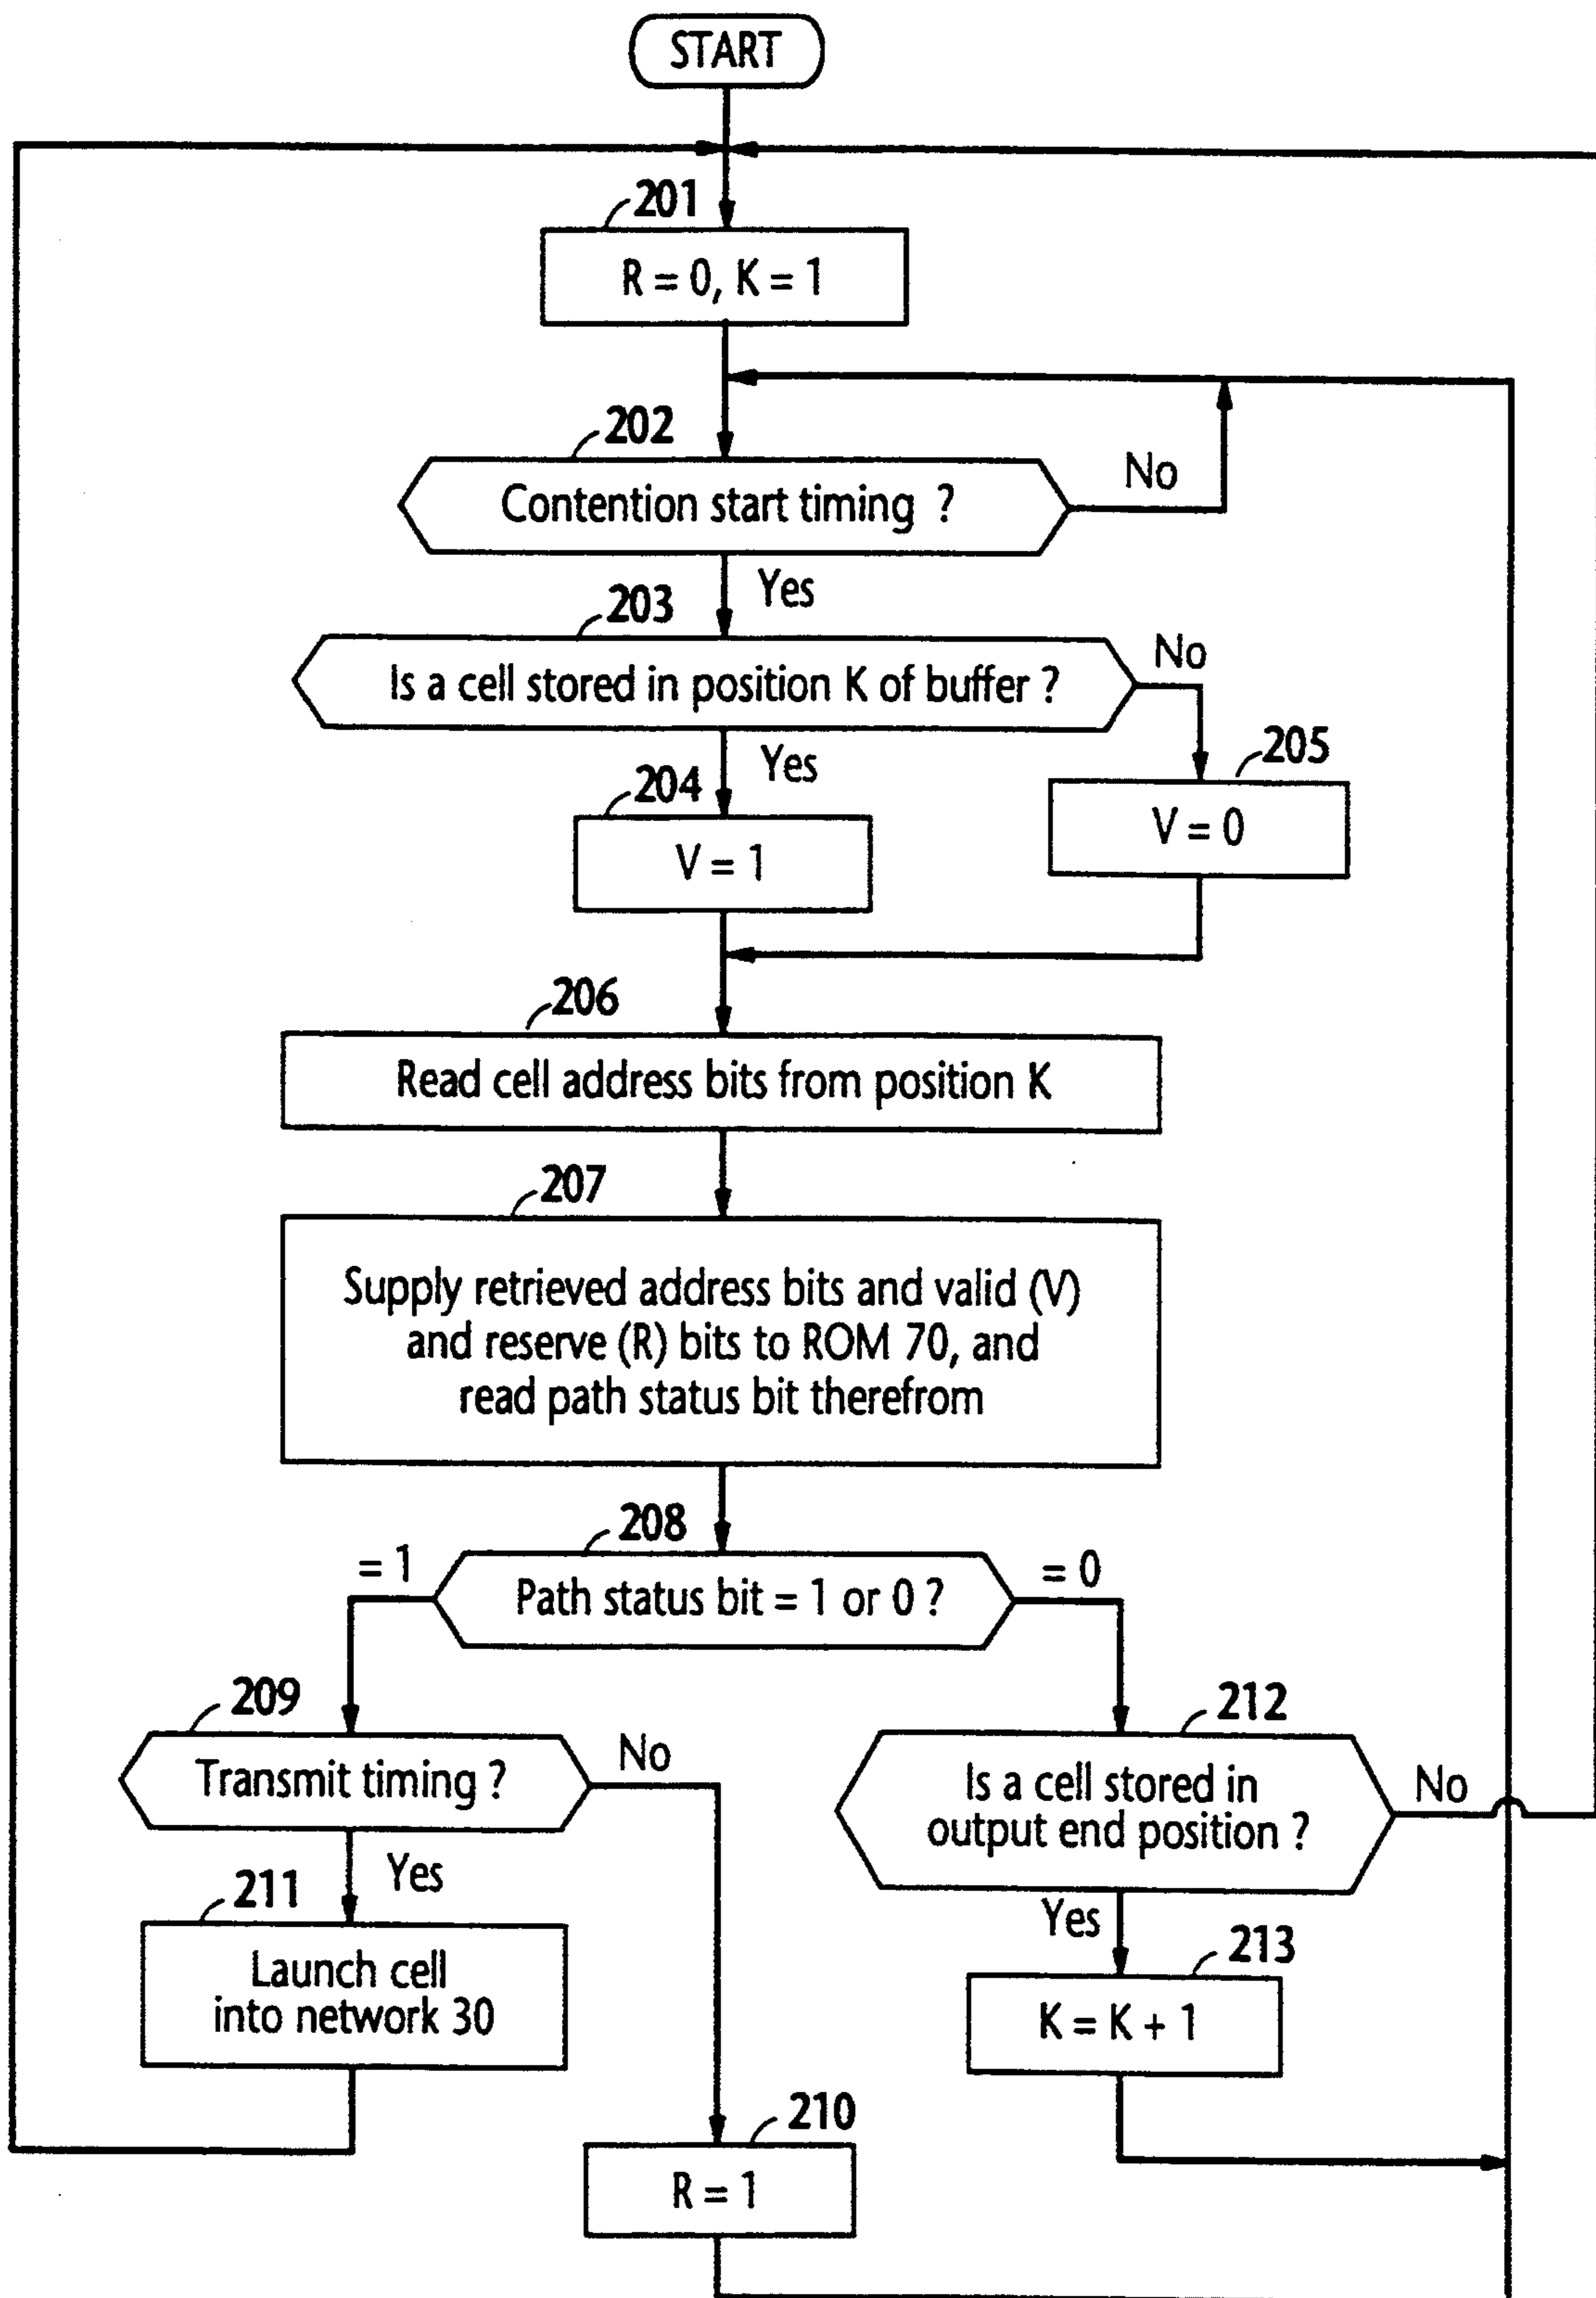 START
201
R = 0, K = 1
202
Contention start timing ?
No
Yes
203
Is a cell stored in position K of buffer ?
No
Yes
204
V = 1
205
V = 0
206
Read cell address bits from position K
207
Supply retrieved address bits and valid (V)
and reserve (R) bits to ROM 70, and
read path status bit therefrom
208
= 1
Path status bit = 1 or 0 ?
= 0
209
Transmit timing ?
No
Yes
212
Is a cell stored in
output end position ?
No
Yes
211
Launch cell
into network 30
213
K = K + 1
210
R = 1